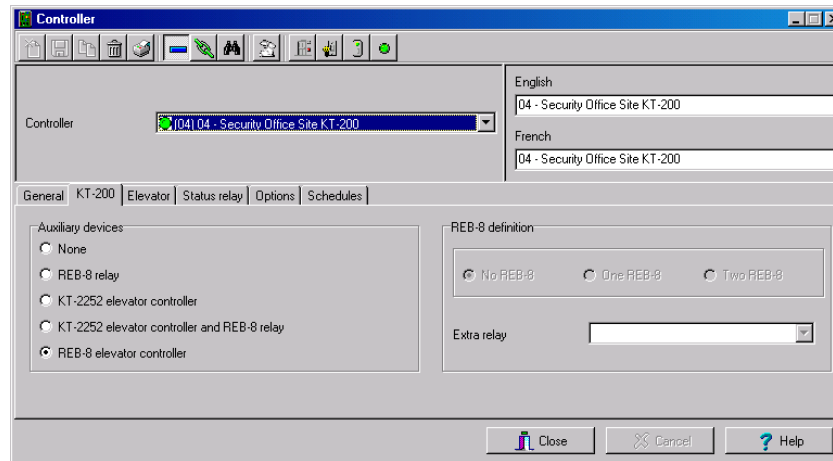 Controller
English
04 - Security Office Site KT-200
Controller
(04) 04 - Security Office Site KT-200
French
04 - Security Office Site KT-200
General KT-200 Elevator Status relay Options Schedules
Auxiliary devices
None
REB-8 relay
KT-2252 elevator controller
KT-2252 elevator controller and REB-8 relay
REB-8 elevator controller
REB-8 definition
No REB-8 One REB-8 Two REB-8
Extra relay
Close Cancel Help